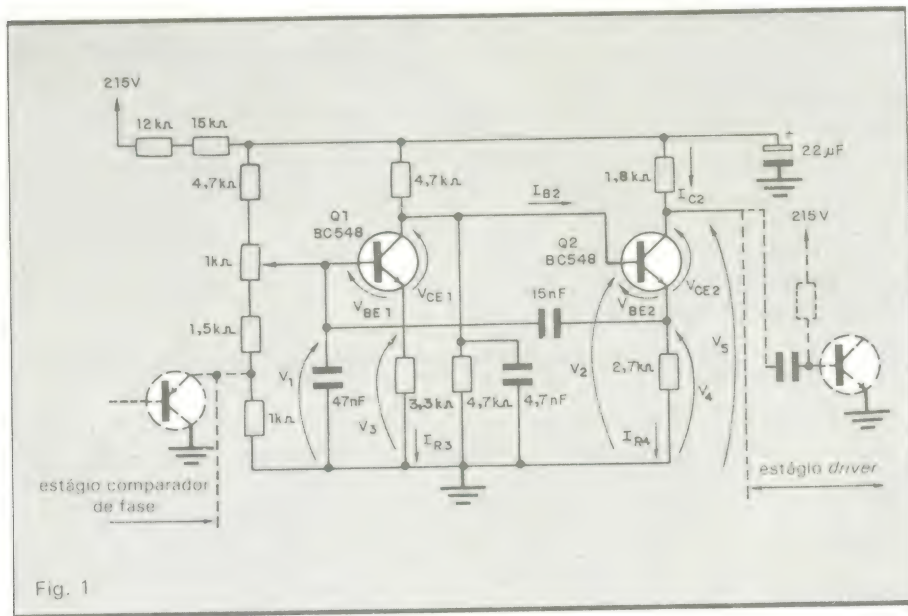 215V
12kΩ
15kΩ
4,7kΩ
4,7kΩ
1,8kΩ
22µF
+
I_B2
I_C2
Q1
BC548
Q2
BC548
215V
1kΩ
V_BE1
V_CE1
15nF
V_BE2
V_CE2
1,5kΩ
V_1
V_2
2,7kΩ
V_5
V_4
47nF
V_3
3,3kΩ
4,7kΩ
4,7nF
1kΩ
I_R3
I_R4
estágio comparador
de fase
estágio driver
Fig. 1